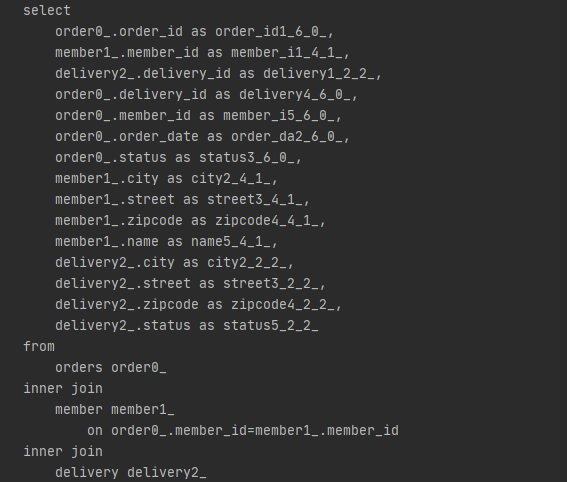 select
order0_.order_id as order_id1_6_0_,
member1_.member_id as member_i1_4_1_,
delivery2_.delivery_id as delivery1_2_2_,
order0_.delivery_id as delivery4_6_0_,
order0_.member_id as member_i5_6_0_,
order0_.order_date as order_da2_6_0_,
order0_.status as status3_6_0_,
member1_.city as city2_4_1_,
member1_.street as street3_4_1_,
member1_.zipcode as zipcode4_4_1_,
member1_.name as name5_4_1_,
delivery2_.city as city2_2_2_,
delivery2_.street as street3_2_2_,
delivery2_.zipcode as zipcode4_2_2_,
delivery2_.status as status5_2_2_
from
orders order0_
inner join
member member1_
on order0_.member_id=member1_.member_id
inner join
delivery delivery2_